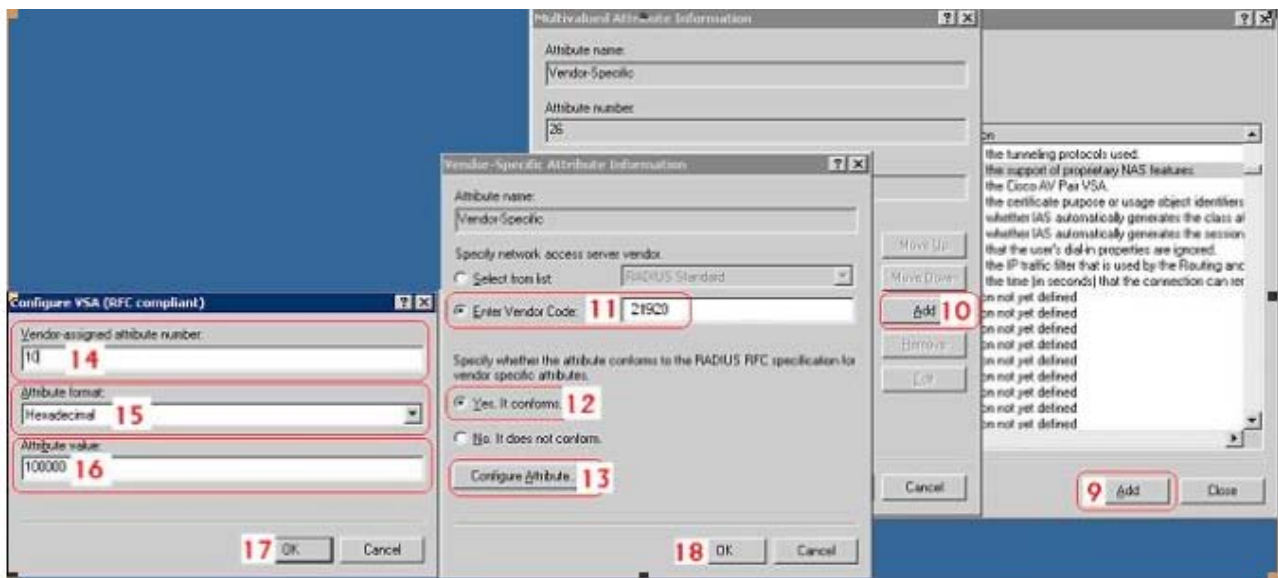 Multivalued Attribute Information
Attribute name:
Vendor-Specific
Attribute number:
26
Move Up
Move Down
Add 10
Remove
Edit
Cancel
on
the tunneling protocols used.
the support of proprietary NAS features
the Cisco AV Pair VSA.
the certificate purpose or usage object identifiers
whether IAS automatically generates the class at
whether IAS automatically generates the session
that the user's dial-in properties are ignored.
the IP traffic filter that is used by the Routing and
the time (in seconds) that the connection can rem
on not yet defined
on not yet defined
on not yet defined
on not yet defined
on not yet defined
on not yet defined
on not yet defined
on not yet defined
on not yet defined
9 Add
Close
Vendor-Specific Attribute Information
Attribute name:
Vendor-Specific
Specify network access server vendor.
Select from list:
RADIUS Standard
Enter Vendor Code: 11 21920
Specify whether the attribute conforms to the RADIUS RFC specification for
vendor specific attributes.
Yes. It conforms. 12
No. It does not conform.
Configure Attribute... 13
18 OK
Cancel
Configure VSA (RFC compliant)
Vendor-assigned attribute number:
10 14
Attribute format:
Hexadecimal 15
Attribute value:
100000 16
17 OK
Cancel